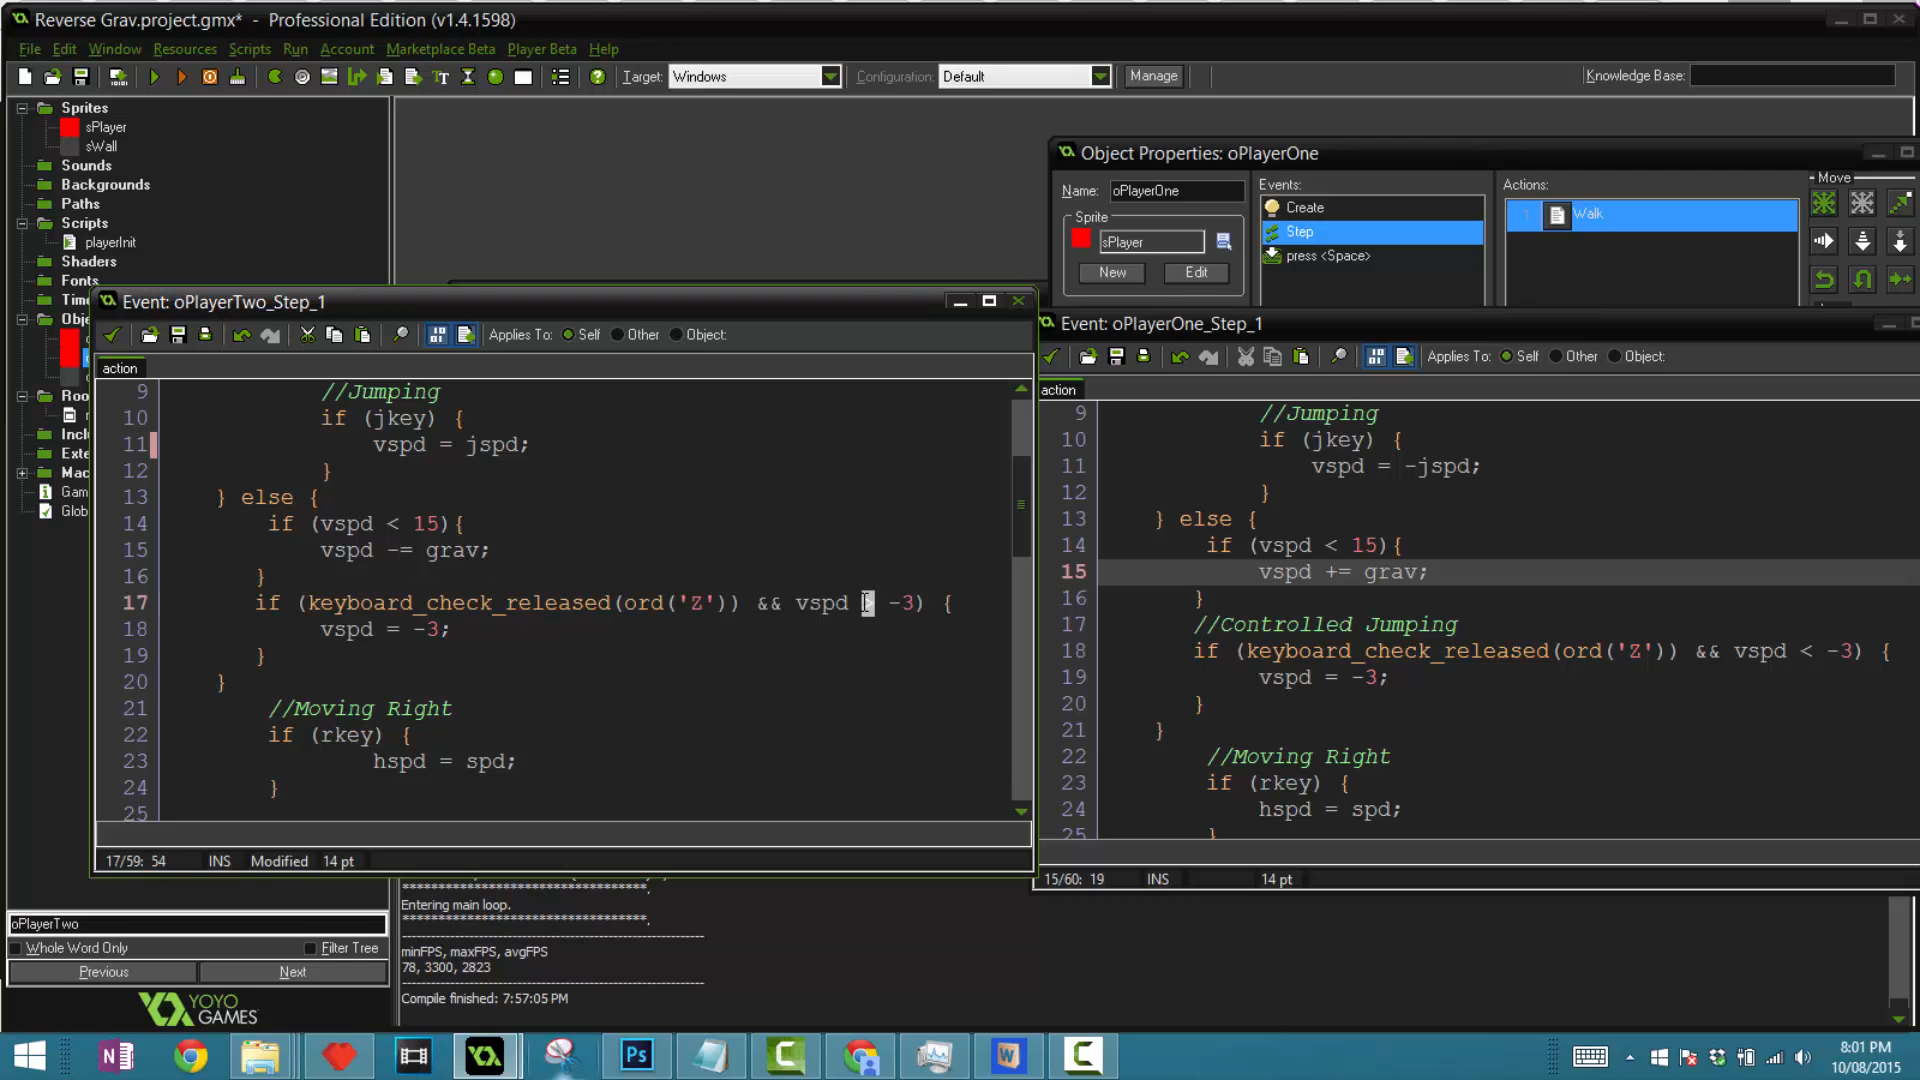 Reverse Grav.project.gmx* - Professional Edition (v1.4.1598)
File Edit Window Resources Scripts Run Account Marketplace Beta Player Beta Help
Target: Windows Configuration: Default Manage Knowledge Base:
Sprites
sPlayer
sWall
Sounds
Backgrounds
Paths
Scripts
playerInit
Shaders
Fonts
Object Properties: oPlayerOne
Name: oPlayerOne
Sprite
sPlayer
New Edit
Events:
Create
Step
press <Space>
Actions:
1 Walk
Move
Event: oPlayerTwo_Step_1
Applies To: Self Other Object:
action
9 //Jumping
10 if (jkey) {
11 vspd = jspd;
12 }
13 } else {
14 if (vspd < 15){
15 vspd -= grav;
16 }
17 if (keyboard_check_released(ord('Z')) && vspd > -3) {
18 vspd = -3;
19 }
20 }
21 //Moving Right
22 if (rkey) {
23 hspd = spd;
24 }
25
17/59: 54 INS Modified 14 pt
Event: oPlayerOne_Step_1
Applies To: Self Other Object:
action
9 //Jumping
10 if (jkey) {
11 vspd = -jspd;
12 }
13 } else {
14 if (vspd < 15){
15 vspd += grav;
16 }
17 //Controlled Jumping
18 if (keyboard_check_released(ord('Z')) && vspd < -3) {
19 vspd = -3;
20 }
21 }
22 //Moving Right
23 if (rkey) {
24 hspd = spd;
25 }
15/60: 19 INS 14 pt
oPlayerTwo
Whole Word Only Filter Tree
Previous Next
YOYO
GAMES™
**********************************.
Entering main loop.
**********************************.
minFPS, maxFPS, avgFPS
78, 3300, 2823
Compile finished: 7:57:05 PM
8:01 PM
10/08/2015